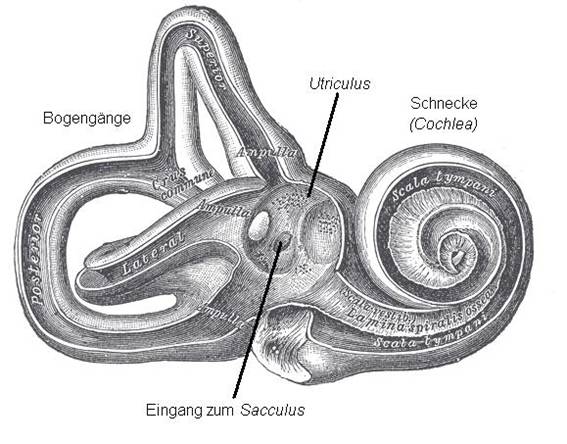 Superior
Utriculus
Bogengänge
Schnecke
(Cochlea)
Ampulla
Crus
commune
Scala tympani
Ampulla
Posterior
Lateral
Ampulla
(Scala vestib.)
Lamina spiralis ossea
Scala tympani
Eingang zum Sacculus